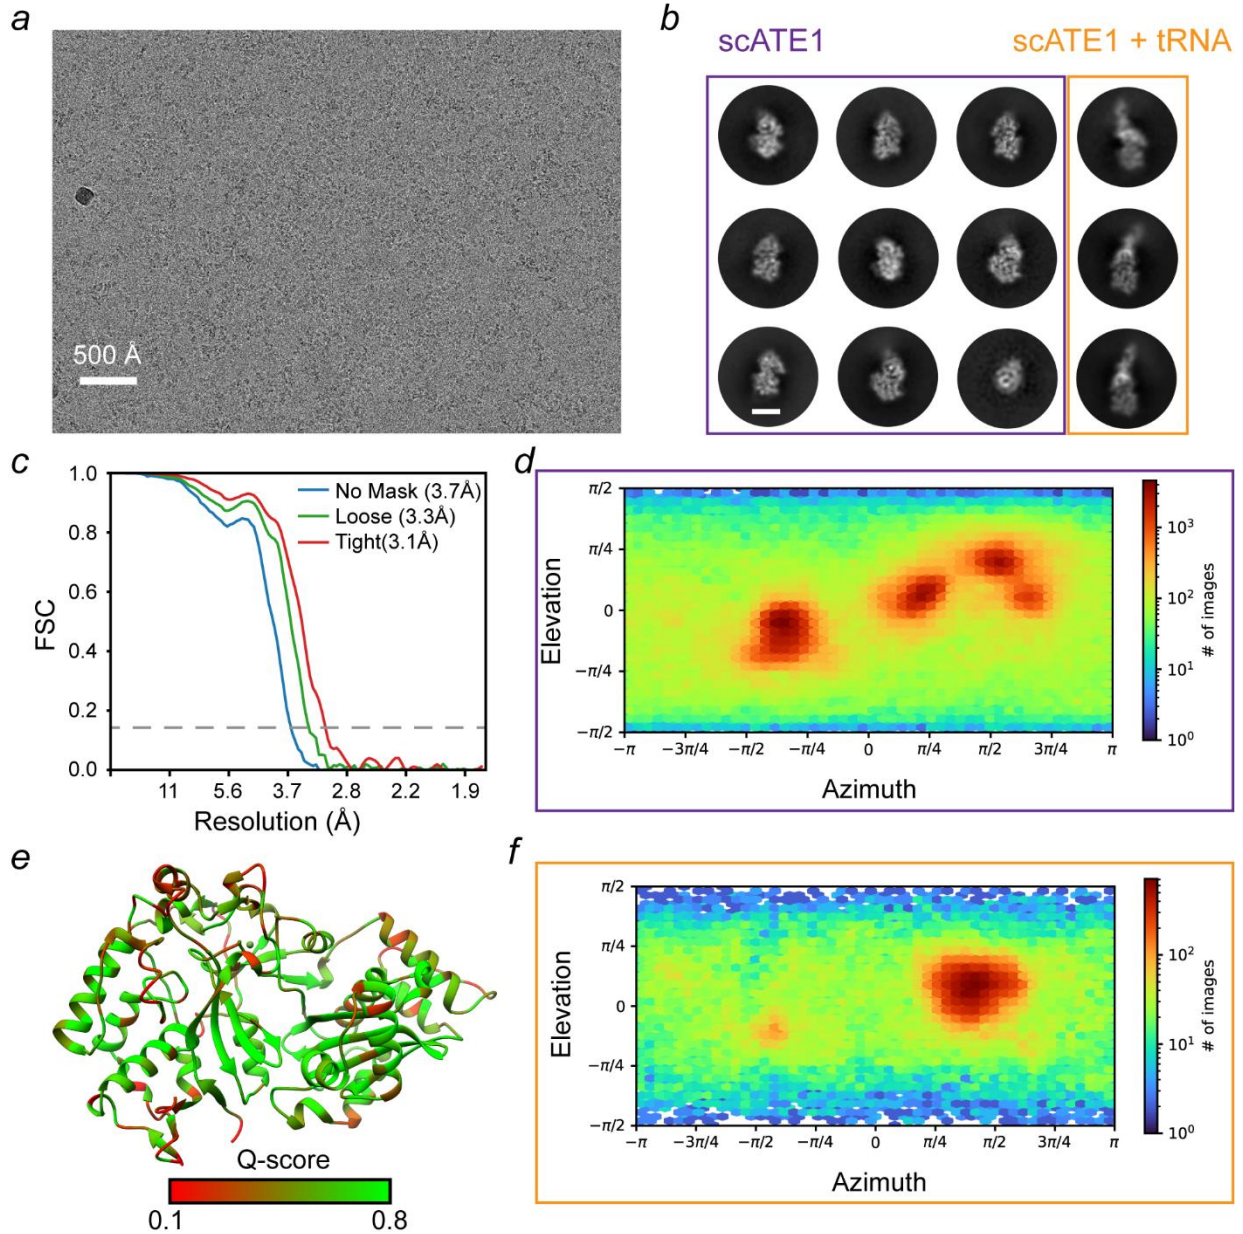 a
500 Å
b
scATE1
scATE1 + tRNA
c
1.0
0.8
0.6
0.4
0.2
0.0
FSC
No Mask (3.7Å)
Loose (3.3Å)
Tight(3.1Å)
11 5.6 3.7 2.8 2.2 1.9
Resolution (Å)
d
π/2
π/4
0
−π/4
−π/2
Elevation
−π −3π/4 −π/2 −π/4 0 π/4 π/2 3π/4 π
Azimuth
10³
10²
10¹
10⁰
# of images
e
Q-score
0.1 0.8
f
π/2
π/4
0
−π/4
−π/2
Elevation
−π −3π/4 −π/2 −π/4 0 π/4 π/2 3π/4 π
Azimuth
10²
10¹
10⁰
# of images